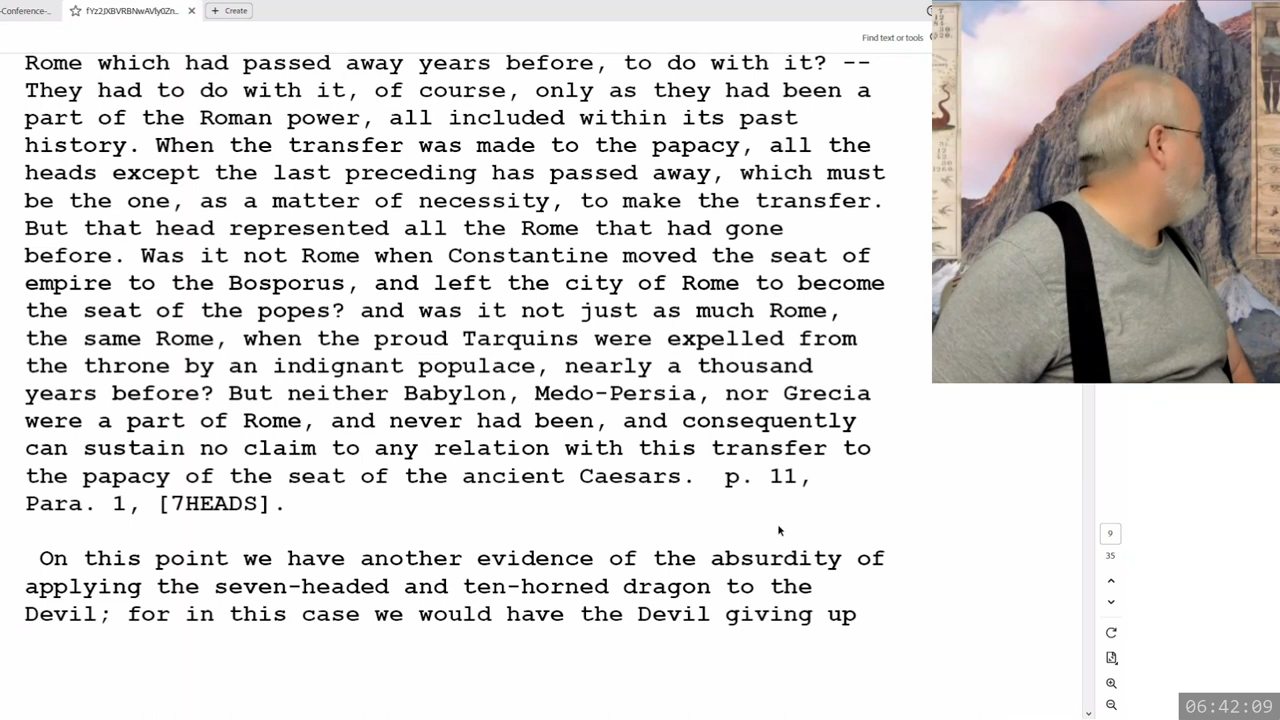 -Conference-...
fYz2JXBVRBNwAVly0Zn...
Create
Find text or tools
Rome which had passed away years before, to do with it? --
They had to do with it, of course, only as they had been a
part of the Roman power, all included within its past
history. When the transfer was made to the papacy, all the
heads except the last preceding has passed away, which must
be the one, as a matter of necessity, to make the transfer.
But that head represented all the Rome that had gone
before. Was it not Rome when Constantine moved the seat of
empire to the Bosporus, and left the city of Rome to become
the seat of the popes? and was it not just as much Rome,
the same Rome, when the proud Tarquins were expelled from
the throne by an indignant populace, nearly a thousand
years before? But neither Babylon, Medo-Persia, nor Grecia
were a part of Rome, and never had been, and consequently
can sustain no claim to any relation with this transfer to
the papacy of the seat of the ancient Caesars. p. 11,
Para. 1, [7HEADS].
On this point we have another evidence of the absurdity of
applying the seven-headed and ten-horned dragon to the
Devil; for in this case we would have the Devil giving up
9
35
06:42:09